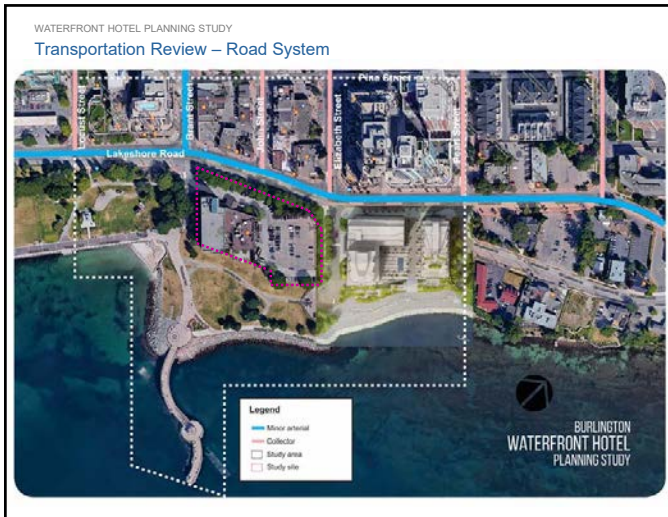 WATERFRONT HOTEL PLANNING STUDY
Transportation Review – Road System
Pine Street
Locust Street
Brant Street
John Street
Elizabeth Street
Pearl Street
Lakeshore Road
Legend
Minor arterial
Collector
Study area
Study site
BURLINGTON
WATERFRONT HOTEL
PLANNING STUDY